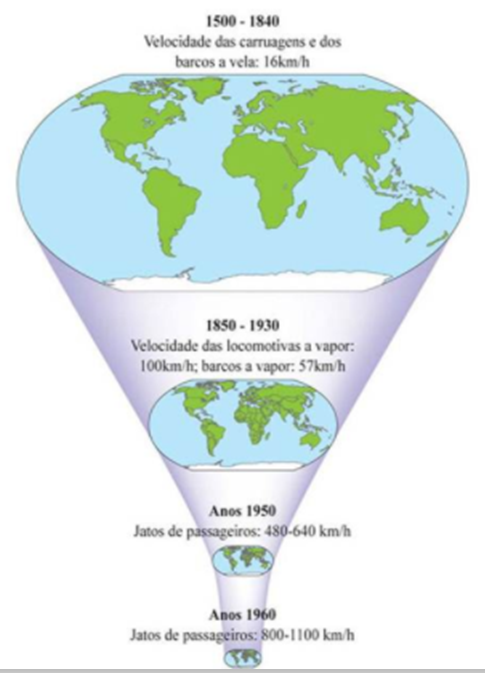 1500 - 1840
Velocidade das carruagens e dos
barcos a vela: 16km/h
1850 - 1930
Velocidade das locomotivas a vapor:
100km/h; barcos a vapor: 57km/h
Anos 1950
Jatos de passageiros: 480-640 km/h
Anos 1960
Jatos de passageiros: 800-1100 km/h